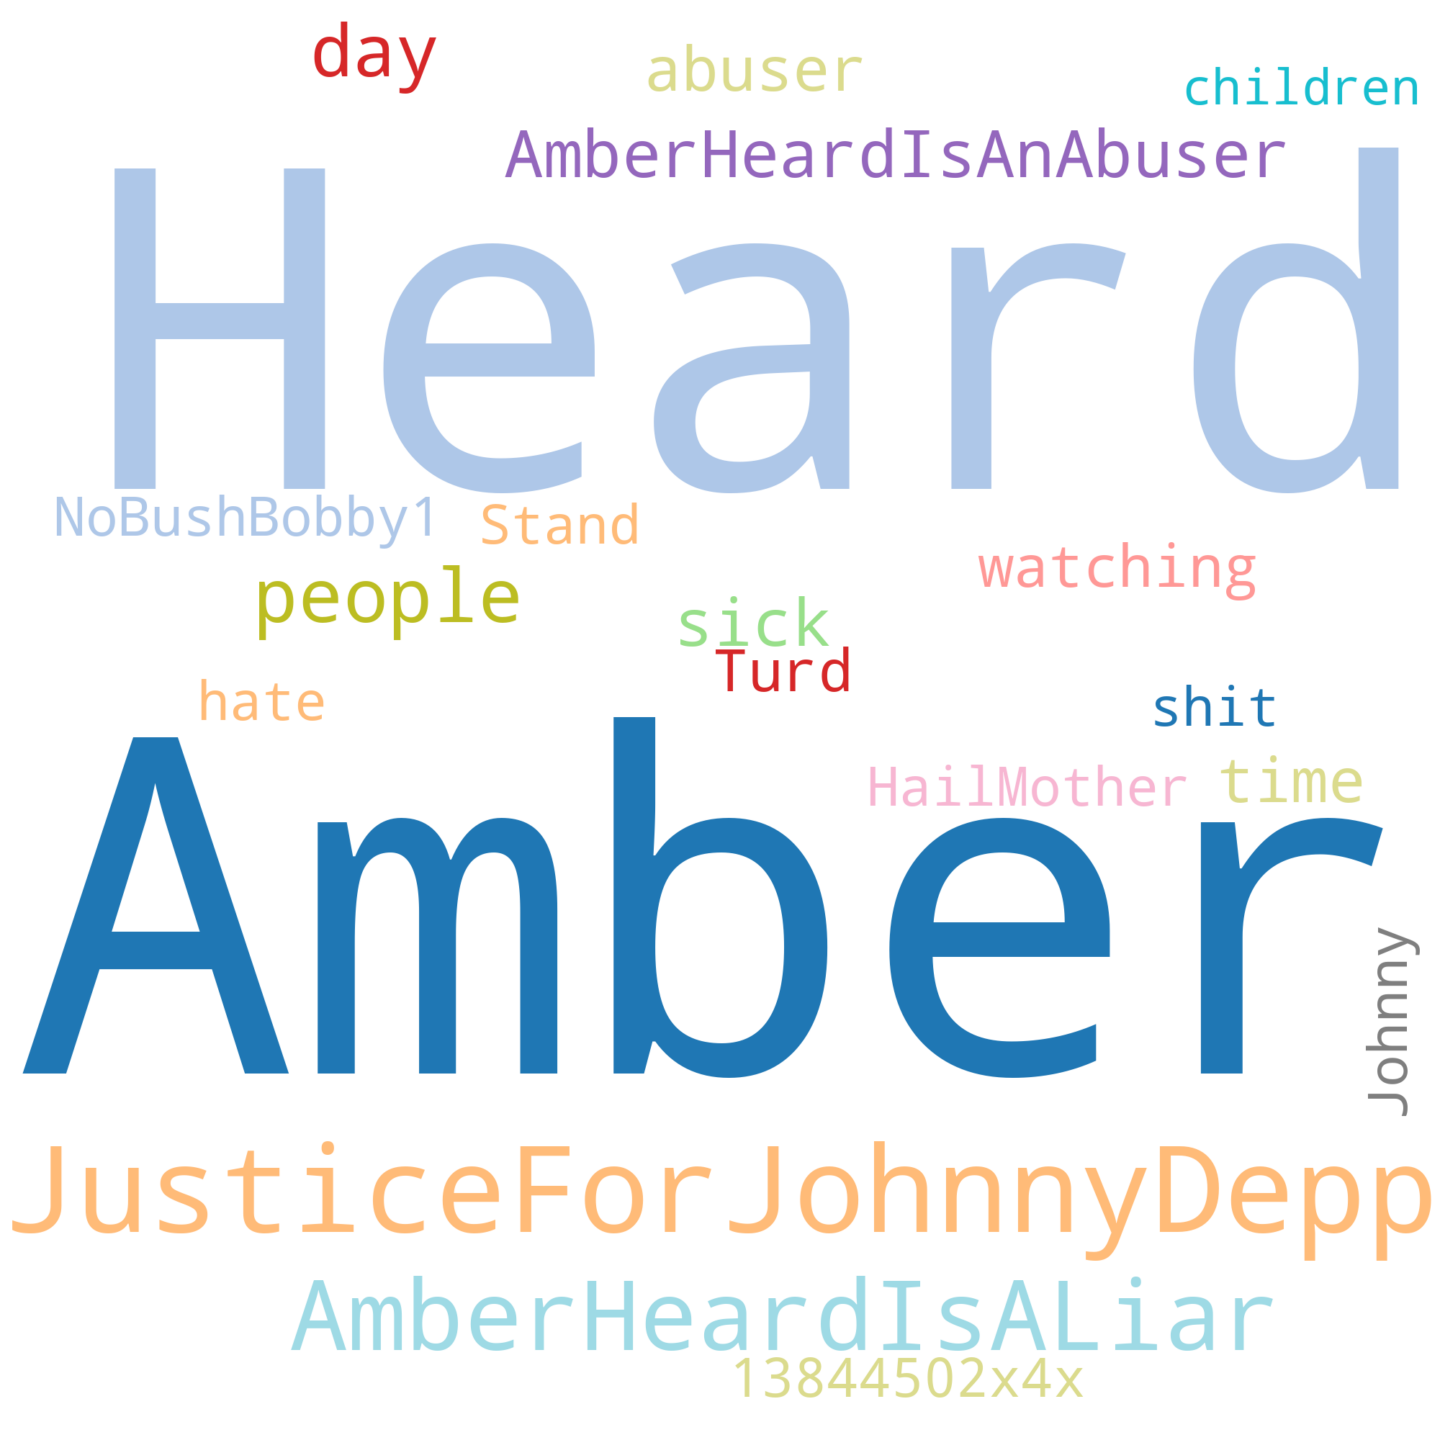 day
abuser
children
AmberHeardIsAnAbuser
Heard
NoBushBobby1
Stand
watching
people
sick
Turd
hate
shit
HailMother
time
Amber
Johnny
JusticeForJohnnyDepp
AmberHeardIsALiar
13844502x4x